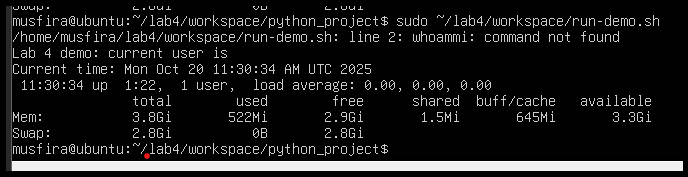 musfira@ubuntu:~/lab4/workspace/python_project$ sudo ~/lab4/workspace/run-demo.sh
/home/musfira/lab4/workspace/run-demo.sh: line 2: whoammi: command not found
Lab 4 demo: current user is
Current time: Mon Oct 20 11:30:34 AM UTC 2025
 11:30:34 up  1:22,  1 user,  load average: 0.00, 0.00, 0.00
               total        used        free      shared  buff/cache   available
Mem:           3.8Gi       522Mi       2.9Gi       1.5Mi       645Mi       3.3Gi
Swap:          2.8Gi          0B       2.8Gi
musfira@ubuntu:~/lab4/workspace/python_project$